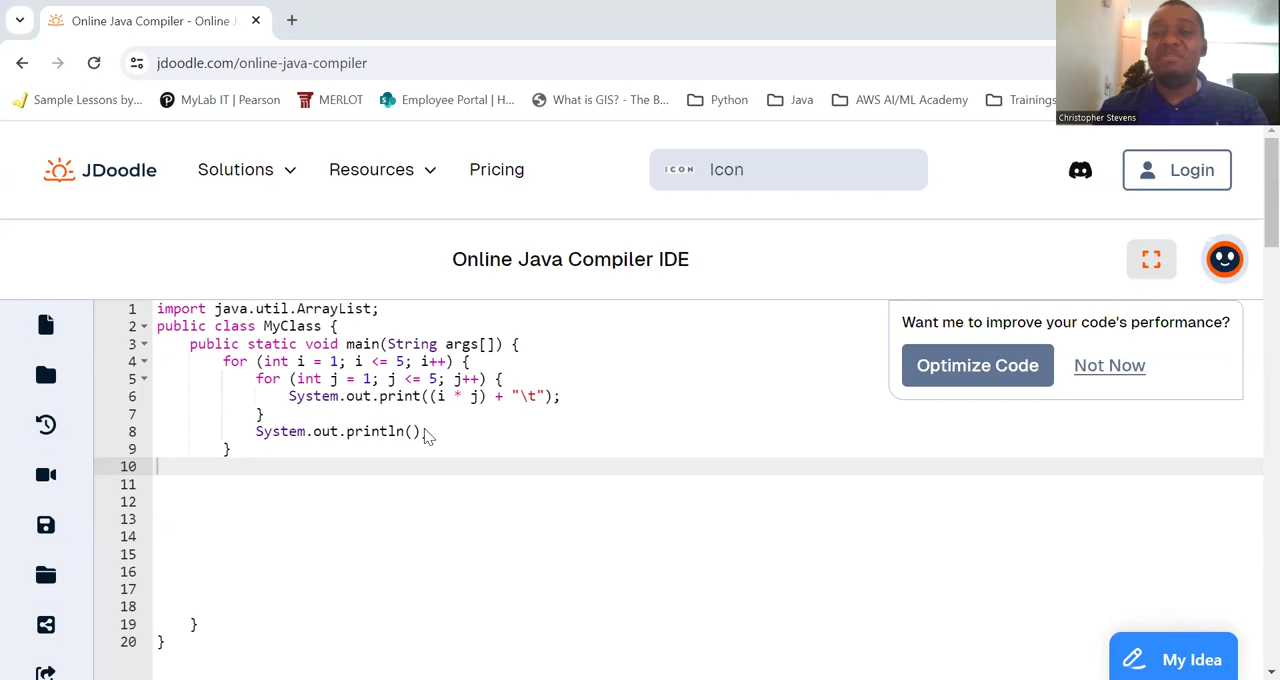 Online Java Compiler - Online J
jdoodle.com/online-java-compiler
Sample Lessons by... MyLab IT | Pearson MERLOT Employee Portal | H... What is GIS? - The B... Python Java AWS AI/ML Academy Trainings
Christopher Stevens
JDoodle Solutions Resources Pricing ICON Icon Login
Online Java Compiler IDE
1 import java.util.ArrayList;
2 public class MyClass {
3 public static void main(String args[]) {
4 for (int i = 1; i <= 5; i++) {
5 for (int j = 1; j <= 5; j++) {
6 System.out.print((i * j) + "\t");
7 }
8 System.out.println()
9 }
10
11
12
13
14
15
16
17
18
19 }
20 }
Want me to improve your code's performance?
Optimize Code Not Now
My Idea